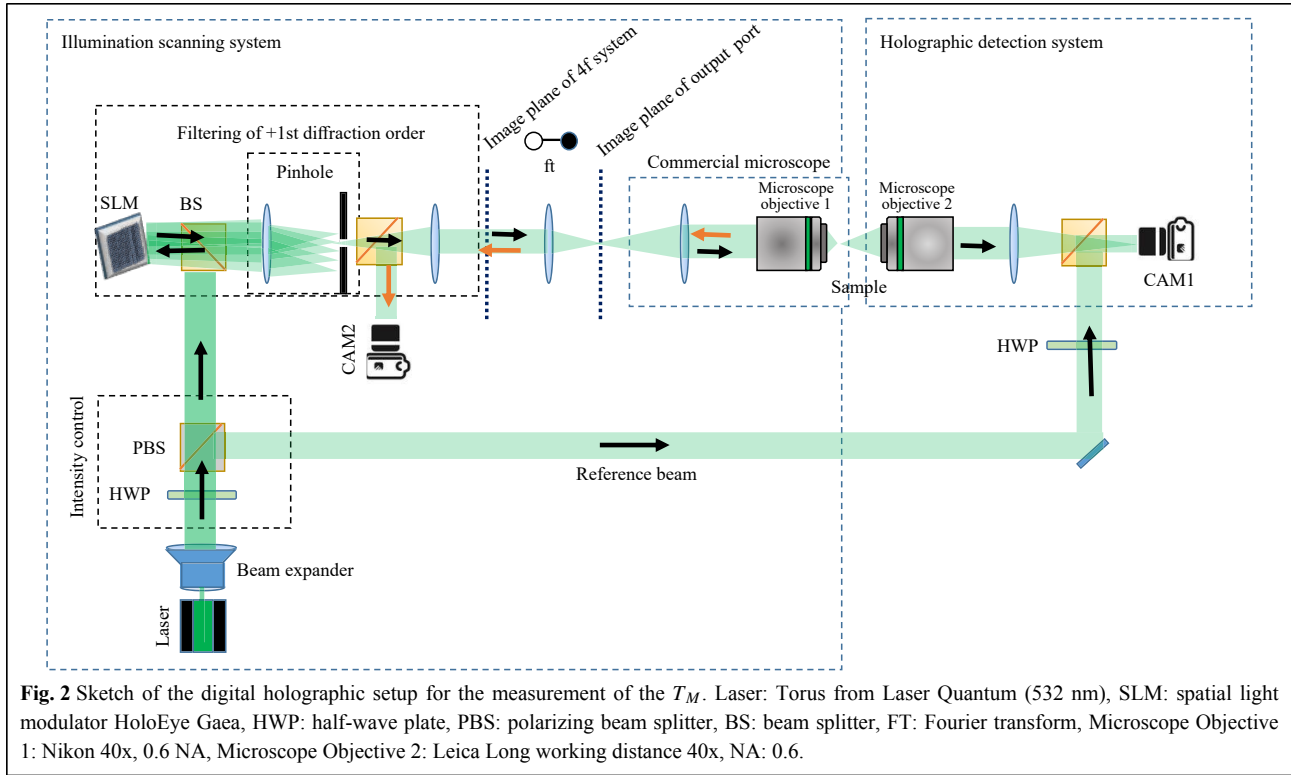 Illumination scanning system
Holographic detection system
Image plane of 4f system
Image plane of output port
Filtering of +1st diffraction order
ft
Pinhole
Commercial microscope
SLM
BS
Microscope
objective 1
Microscope
objective 2
Sample
CAM1
CAM2
HWP
Intensity control
PBS
HWP
Reference beam
Beam expander
Laser
Fig. 2 Sketch of the digital holographic setup for the measurement of the T_M. Laser: Torus from Laser Quantum (532 nm), SLM: spatial light
modulator HoloEye Gaea, HWP: half-wave plate, PBS: polarizing beam splitter, BS: beam splitter, FT: Fourier transform, Microscope Objective
1: Nikon 40x, 0.6 NA, Microscope Objective 2: Leica Long working distance 40x, NA: 0.6.